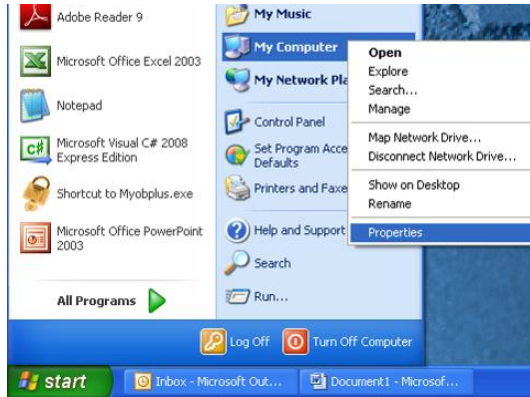 Adobe Reader 9
Microsoft Office Excel 2003
Notepad
C#
Microsoft Visual C# 2008
Express Edition
Shortcut to Myobplus.exe
Microsoft Office PowerPoint
2003
All Programs
My Music
My Computer
My Network Pla
Control Panel
Set Program Acce
Defaults
Printers and Faxe
Help and Support
Search
Run...
Open
Explore
Search...
Manage
Map Network Drive...
Disconnect Network Drive...
Show on Desktop
Rename
Properties
Log Off
Turn Off Computer
start
Inbox - Microsoft Out...
Document1 - Microsof...